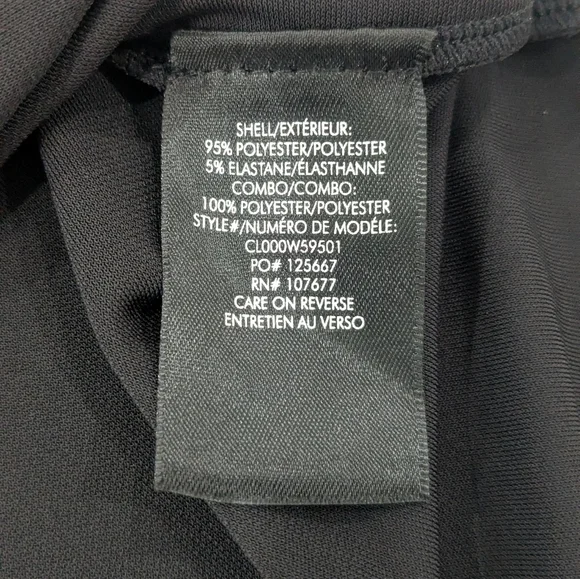 SHELL/EXTÉRIEUR:
95% POLYESTER/POLYESTER
5% ELASTANE/ÉLASTHANNE
COMBO/COMBO:
100% POLYESTER/POLYESTER
STYLE#/NUMÉRO DE MODÉLE:
CL000W59501
PO# 125667
RN# 107677
CARE ON REVERSE
ENTRETIEN AU VERSO